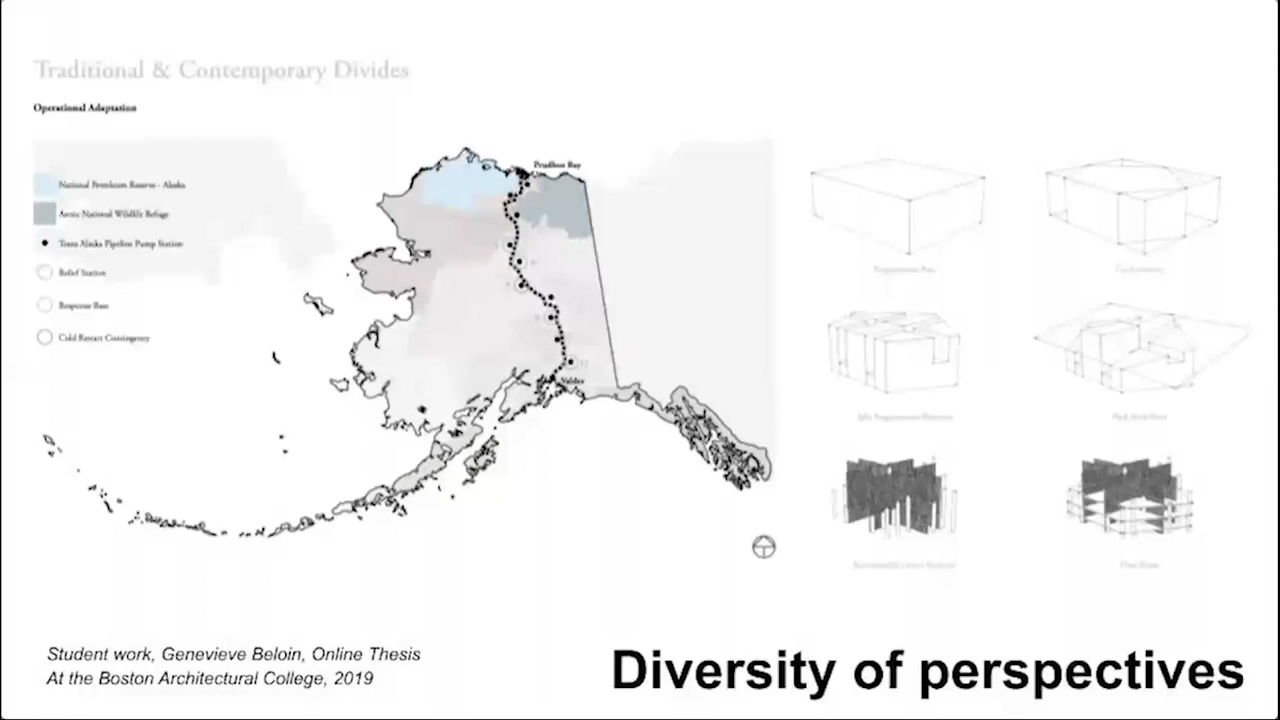 Traditional & Contemporary Divides
Operational Adaptation
National Petroleum Reserve - Alaska
Arctic National Wildlife Refuge
Trans Alaska Pipeline Pump Station
Relief Station
Response Base
Cold Restart Contingency
Prudhoe Bay
Valdez
Student work, Genevieve Beloin, Online Thesis
At the Boston Architectural College, 2019
Diversity of perspectives